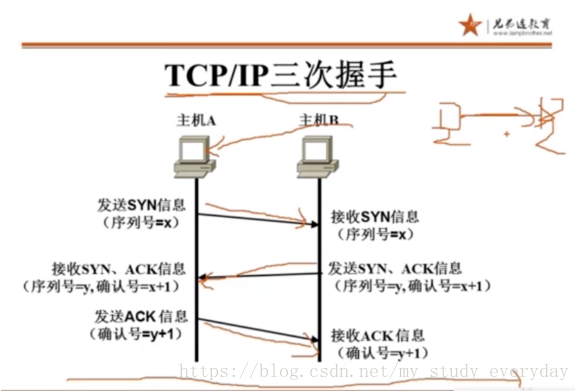 兄弟连教育
www.lampbrother.net
TCP/IP三次握手
主机A
主机B
发送SYN信息
(序列号=x)
接收SYN信息
(序列号=x)
接收SYN、ACK信息
(序列号=y,确认号=x+1)
发送SYN、ACK信息
(序列号=y,确认号=x+1)
发送ACK信息
(确认号=y+1)
接收ACK信息
(确认号=y+1)
https://blog.csdn.net/my_study_everyday